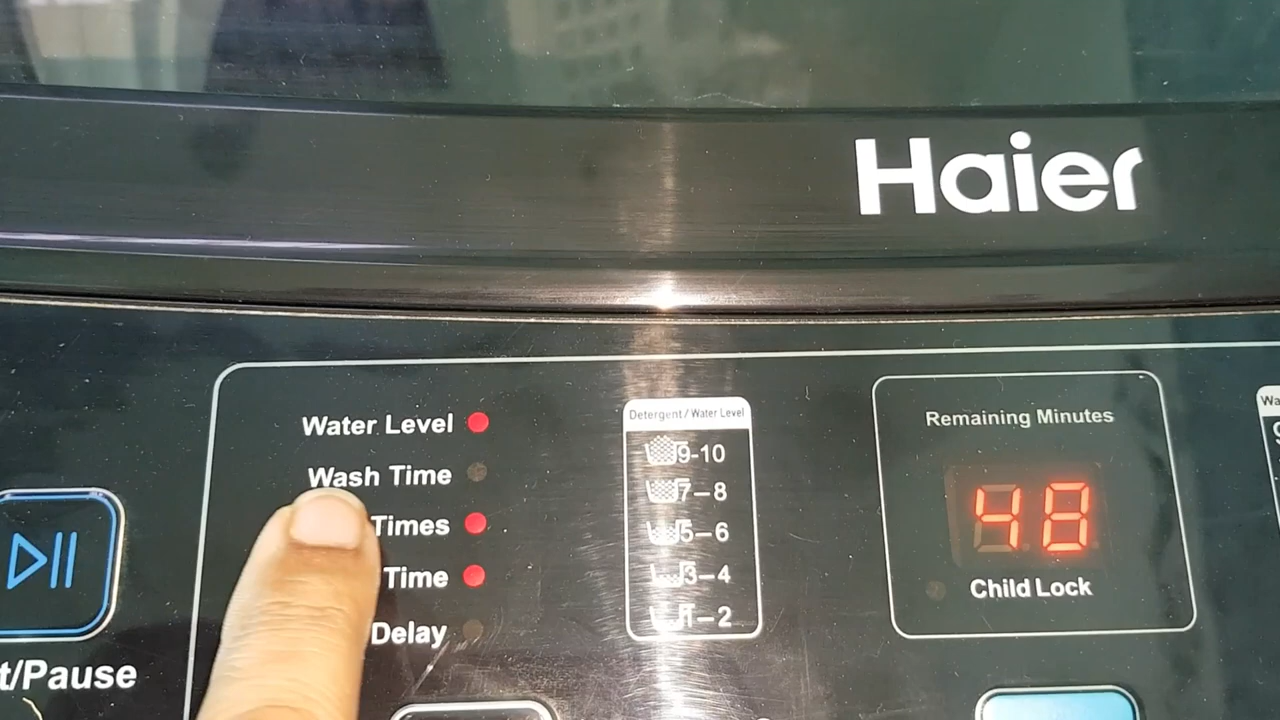 Haier
Water Level
Wash Time
Times
Time
Delay
t/Pause
Detergent/Water Level
9-10
7-8
5-6
3-4
1-2
Remaining Minutes
48
Child Lock
Wa